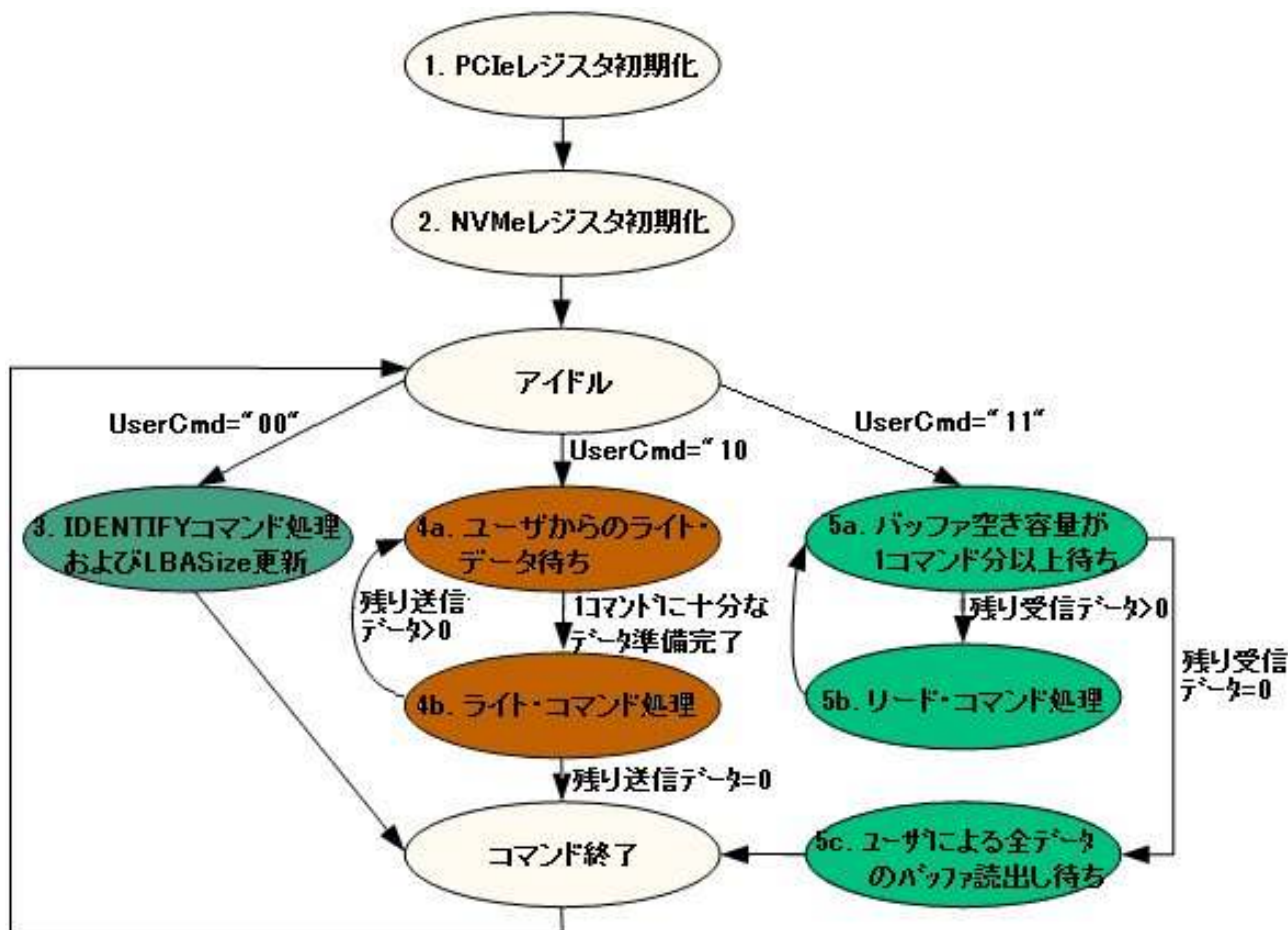 1. PCIeレジスタ初期化
2. NVMeレジスタ初期化
アイドル
UserCmd="00"
UserCmd="10
UserCmd="11"
3. IDENTIFYコマンド処理
およびLBASize更新
4a. ユーザからのライト・
データ待ち
5a. バッファ空き容量が
1コマンド分以上待ち
残り送信
データ>0
1コマンドに十分な
データ準備完了
残り受信データ>0
残り受信
データ=0
4b. ライト・コマンド処理
5b. リード・コマンド処理
残り送信データ=0
コマンド終了
5c. ユーザによる全データ
のバッファ読出し待ち